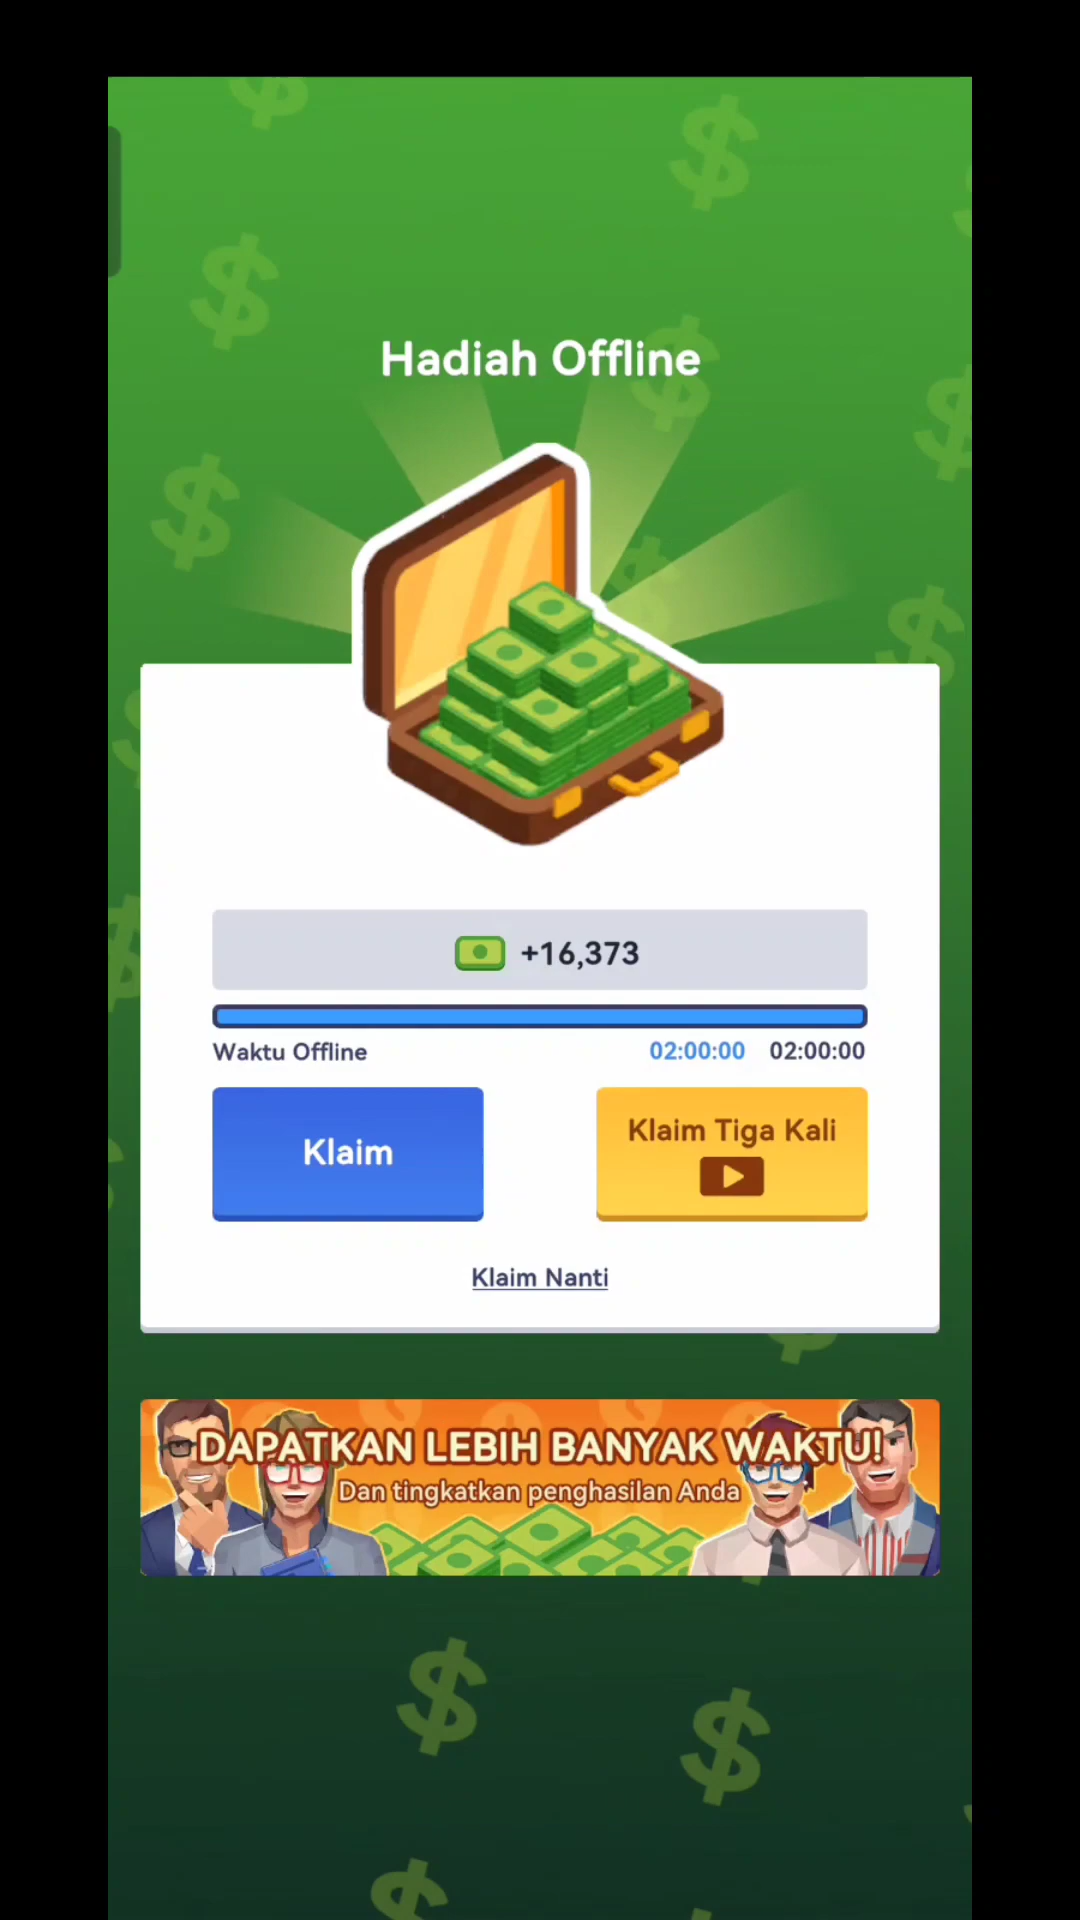 Hadiah Offline
+16,373
Waktu Offline 02:00:00 02:00:00
Klaim
Klaim Tiga Kali
Klaim Nanti
DAPATKAN LEBIH BANYAK WAKTU!
Dan tingkatkan penghasilan Anda